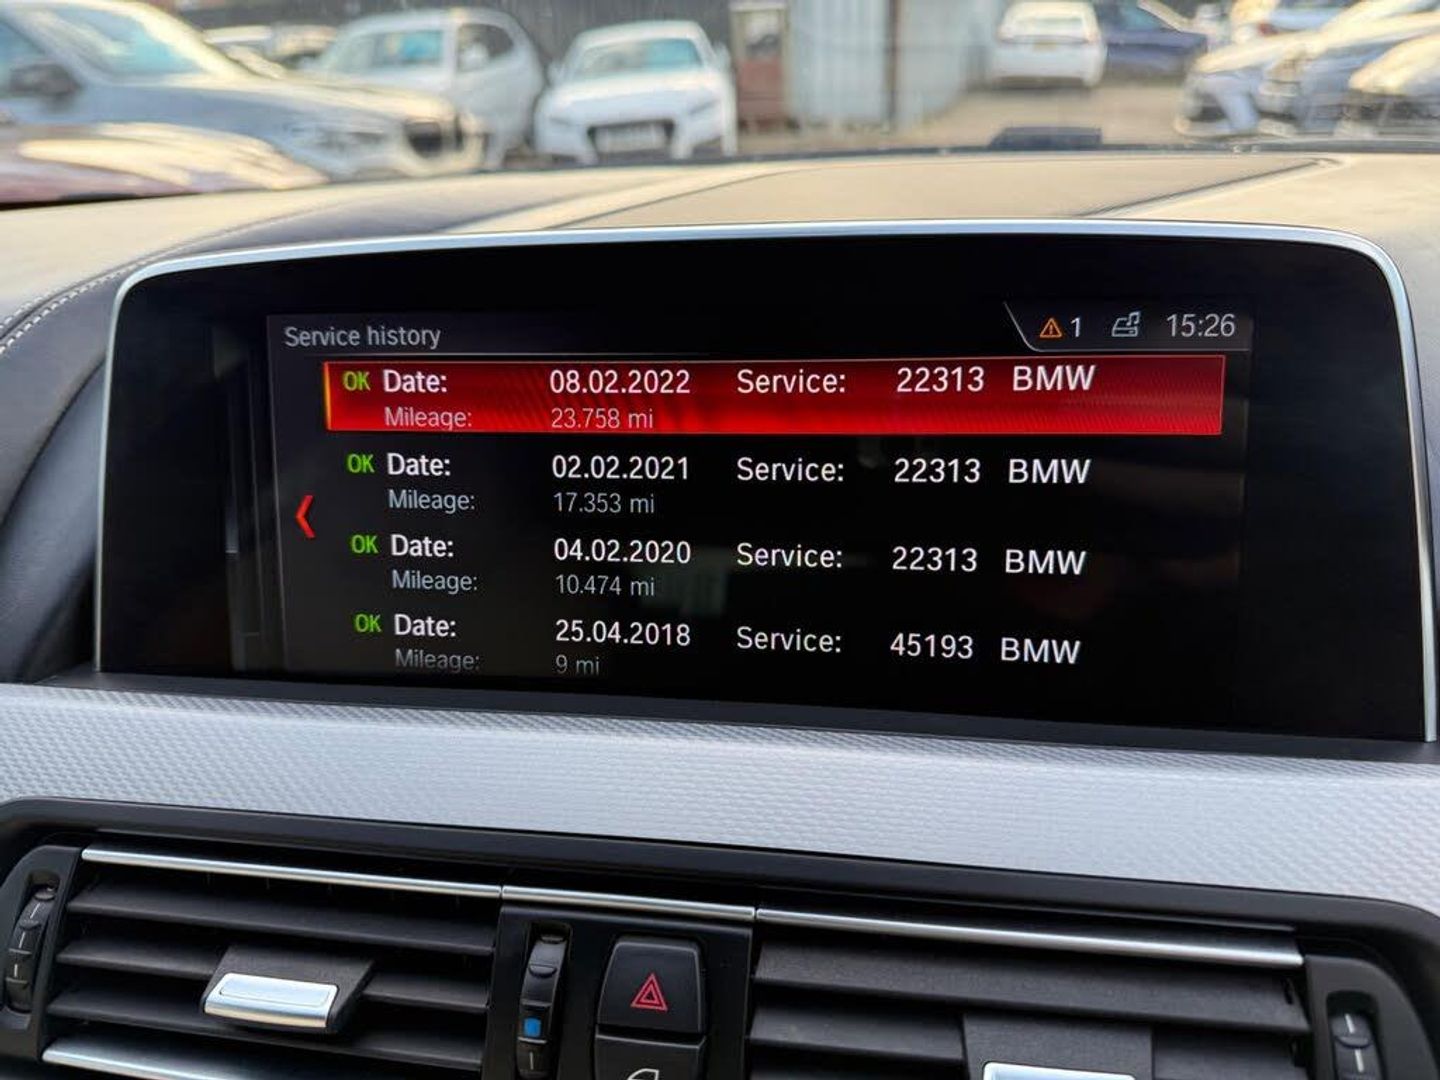 Service history 1 15:26
OK Date: 08.02.2022 Service: 22313 BMW
Mileage: 23.758 mi
OK Date: 02.02.2021 Service: 22313 BMW
Mileage: 17.353 mi
OK Date: 04.02.2020 Service: 22313 BMW
Mileage: 10.474 mi
OK Date: 25.04.2018 Service: 45193 BMW
Mileage: 9 mi